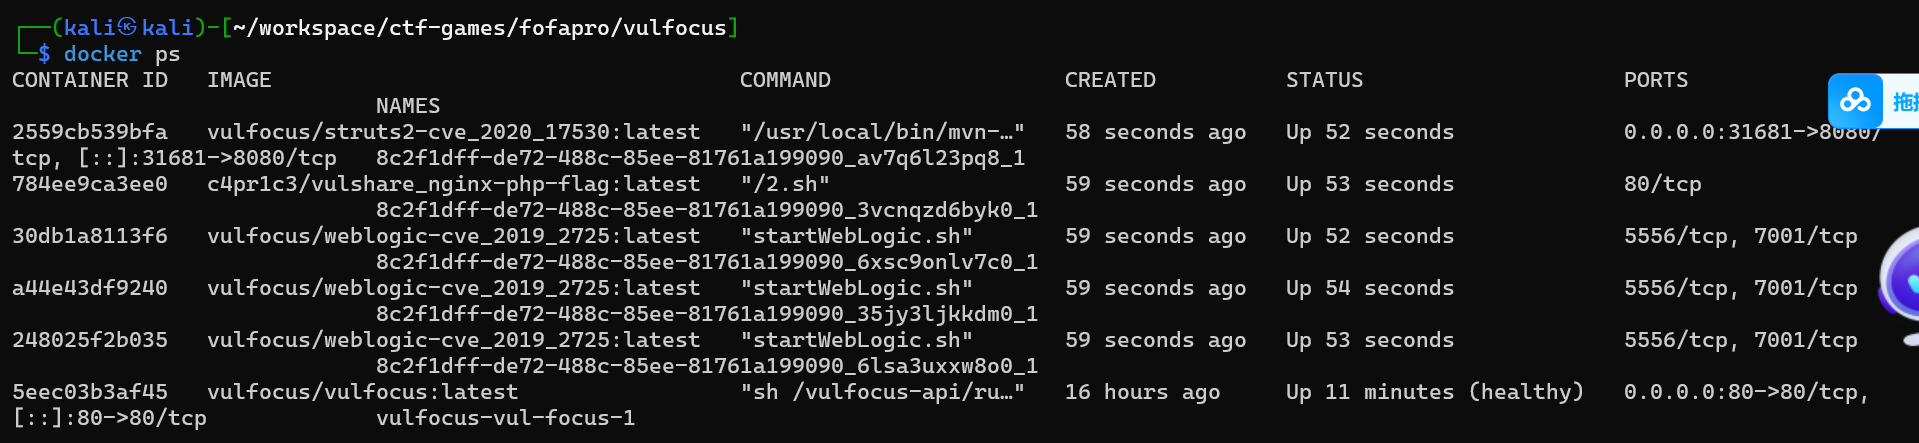 (kali㉿kali)-[~/workspace/ctf-games/fofapro/vulfocus]
$ docker ps
CONTAINER ID   IMAGE                                    COMMAND                  CREATED          STATUS                    PORTS
NAMES
2559cb539bfa   vulfocus/struts2-cve_2020_17530:latest   "/usr/local/bin/mvn-…"   58 seconds ago   Up 52 seconds             0.0.0.0:31681->8080/
tcp, [::]:31681->8080/tcp   8c2f1dff-de72-488c-85ee-81761a199090_av7q6l23pq8_1
784ee9ca3ee0   c4pr1c3/vulshare_nginx-php-flag:latest   "/2.sh"                  59 seconds ago   Up 53 seconds             80/tcp
8c2f1dff-de72-488c-85ee-81761a199090_3vcnqzd6byk0_1
30db1a8113f6   vulfocus/weblogic-cve_2019_2725:latest   "startWebLogic.sh"       59 seconds ago   Up 52 seconds             5556/tcp, 7001/tcp
8c2f1dff-de72-488c-85ee-81761a199090_6xsc9onlv7c0_1
a44e43df9240   vulfocus/weblogic-cve_2019_2725:latest   "startWebLogic.sh"       59 seconds ago   Up 54 seconds             5556/tcp, 7001/tcp
8c2f1dff-de72-488c-85ee-81761a199090_35jy3ljkkdm0_1
248025f2b035   vulfocus/weblogic-cve_2019_2725:latest   "startWebLogic.sh"       59 seconds ago   Up 53 seconds             5556/tcp, 7001/tcp
8c2f1dff-de72-488c-85ee-81761a199090_6lsa3uxxw8o0_1
5eec03b3af45   vulfocus/vulfocus:latest                 "sh /vulfocus-api/ru…"   16 hours ago     Up 11 minutes (healthy)   0.0.0.0:80->80/tcp,
[::]:80->80/tcp             vulfocus-vul-focus-1